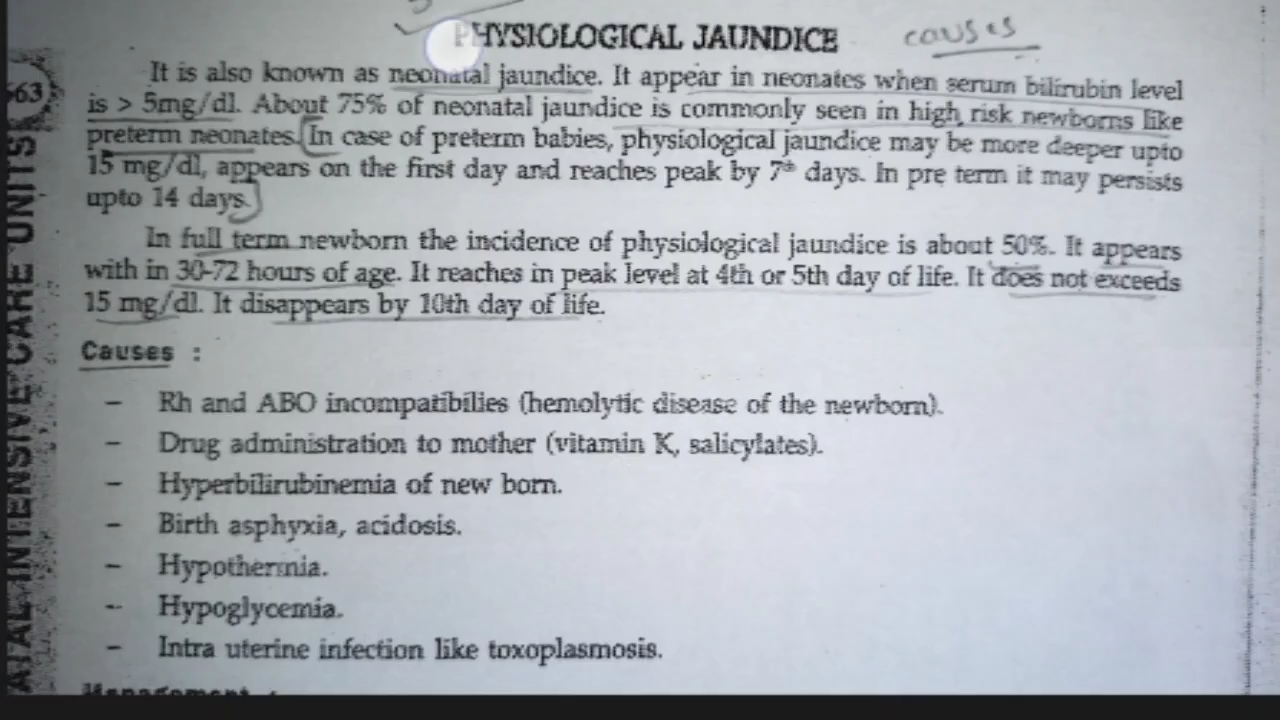 PHYSIOLOGICAL JAUNDICE causes
It is also known as neonatal jaundice. It appear in neonates when serum bilirubin level
is > 5mg/dl. About 75% of neonatal jaundice is commonly seen in high risk newborns like
preterm neonates. In case of preterm babies, physiological jaundice may be more deeper upto
15 mg/dl, appears on the first day and reaches peak by 7th days. In pre term it may persists
upto 14 days.
In full term newborn the incidence of physiological jaundice is about 50%. It appears
with in 30-72 hours of age. It reaches in peak level at 4th or 5th day of life. It does not exceeds
15 mg/dl. It disappears by 10th day of life.
Causes :
– Rh and ABO incompatibilies (hemolytic disease of the newborn).
– Drug administration to mother (vitamin K, salicylates).
– Hyperbilirubinemia of new born.
– Birth asphyxia, acidosis.
– Hypothermia.
– Hypoglycemia.
– Intra uterine infection like toxoplasmosis.
Management :
63
INTENSIVE CARE UNITS